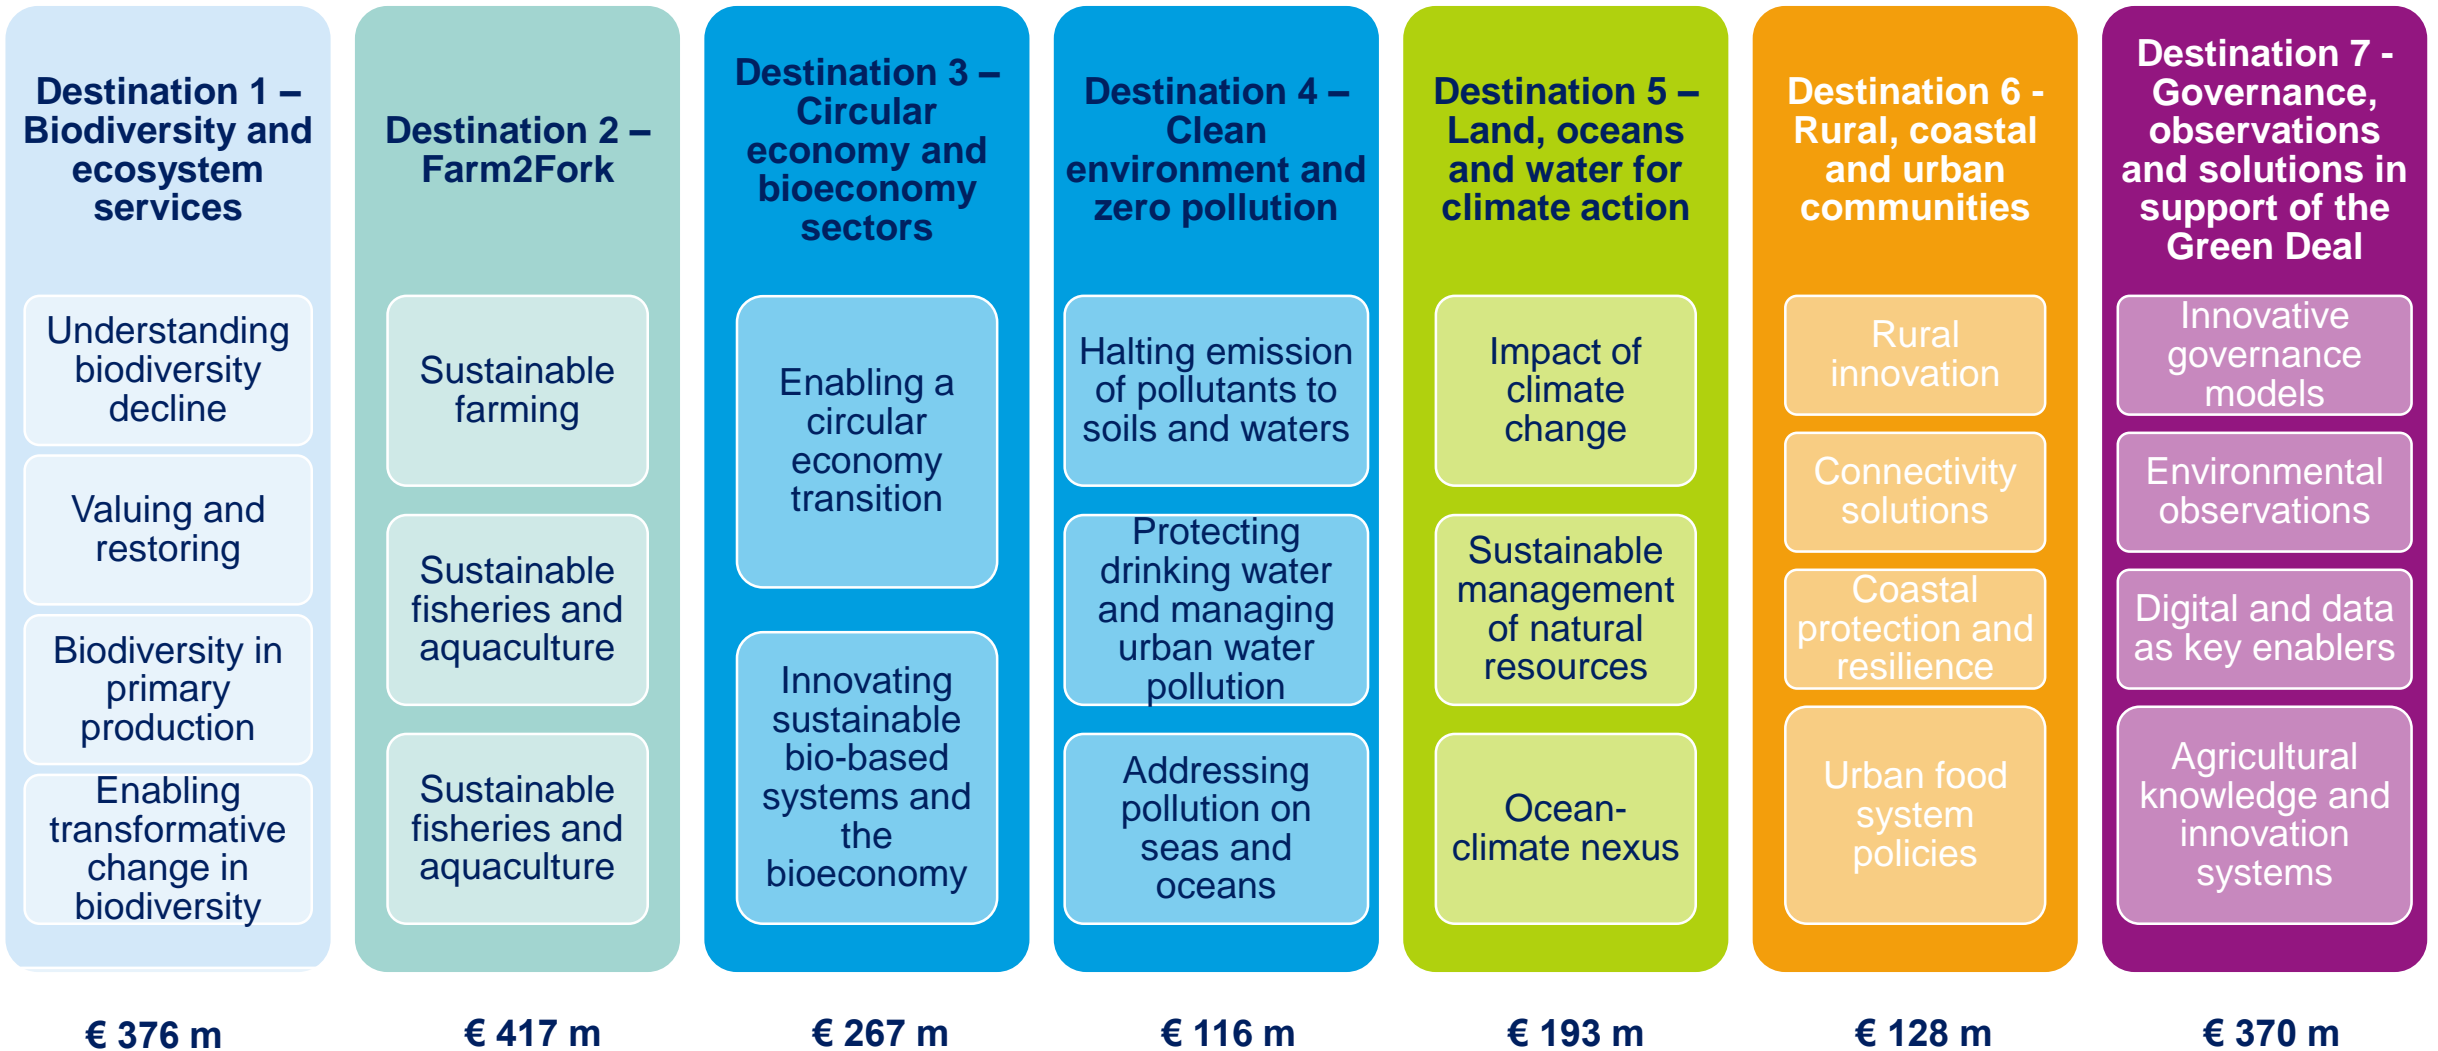 Destination 1 –
Biodiversity and
ecosystem
services
Understanding
biodiversity
decline
Valuing and
restoring
Biodiversity in
primary
production
Enabling
transformative
change in
biodiversity
€ 376 m
Destination 2 –
Farm2Fork
Sustainable
farming
Sustainable
fisheries and
aquaculture
Sustainable
fisheries and
aquaculture
€ 417 m
Destination 3 –
Circular
economy and
bioeconomy
sectors
Enabling a
circular
economy
transition
Innovating
sustainable
bio-based
systems and
the
bioeconomy
€ 267 m
Destination 4 –
Clean
environment and
zero pollution
Halting emission
of pollutants to
soils and waters
Protecting
drinking water
and managing
urban water
pollution
Addressing
pollution on
seas and
oceans
€ 116 m
Destination 5 –
Land, oceans
and water for
climate action
Impact of
climate
change
Sustainable
management
of natural
resources
Ocean-
climate nexus
€ 193 m
Destination 6 -
Rural, coastal
and urban
communities
Rural
innovation
Connectivity
solutions
Coastal
protection and
resilience
Urban food
system
policies
€ 128 m
Destination 7 -
Governance,
observations
and solutions in
support of the
Green Deal
Innovative
governance
models
Environmental
observations
Digital and data
as key enablers
Agricultural
knowledge and
innovation
systems
€ 370 m